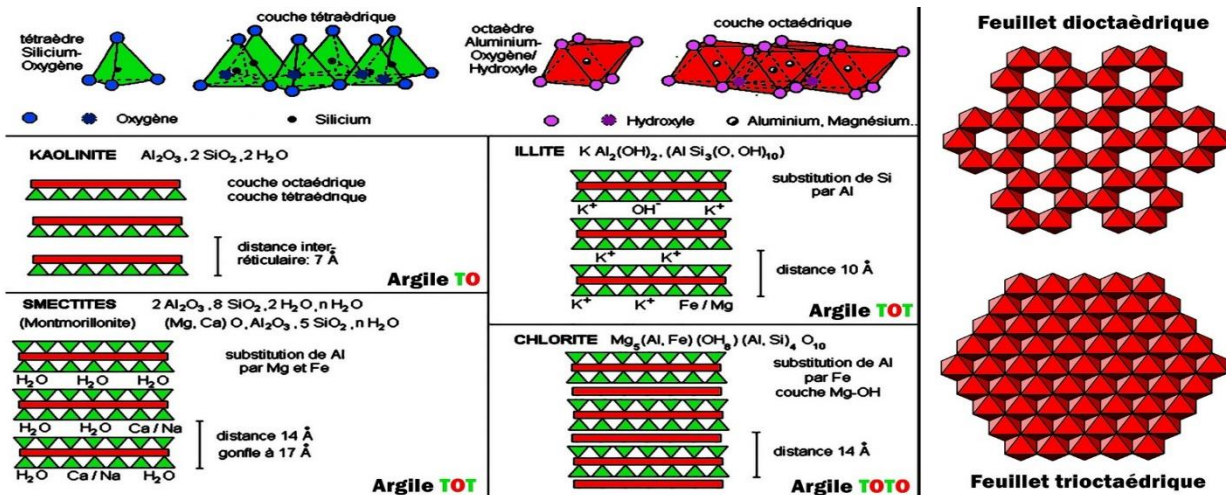 tétraèdre
Silicium-
Oxygène
couche tétraèdrique
octaèdre
Aluminium-
Oxygène/
Hydroxyle
couche octaédrique
Oxygène
Silicium
Hydroxyle
Aluminium, Magnésium..
KAOLINITE Al₂O₃, 2 SiO₂, 2 H₂O
couche octaédrique
couche tétraèdrique
distance inter-
réticulaire: 7 Å
Argile TO
ILLITE K Al₂(OH)₂, (Al Si₃(O, OH)₁₀)
substitution de Si
par Al
K⁺ OH⁻ K⁺
K⁺ K⁺
distance 10 Å
K⁺ K⁺ Fe / Mg
Argile TOT
SMECTITES 2 Al₂O₃, 8 SiO₂, 2 H₂O, n H₂O
(Montmorillonite) (Mg, Ca) O, Al₂O₃, 5 SiO₂, n H₂O
substitution de Al
par Mg et Fe
H₂O H₂O H₂O
H₂O H₂O Ca / Na
distance 14 Å
gonfle à 17 Å
H₂O Ca / Na H₂O
Argile TOT
CHLORITE Mg₅(Al, Fe) (OH₈) (Al, Si)₄ O₁₀
substitution de Al
par Fe
couche Mg-OH
distance 14 Å
Argile TOTO
Feuillet dioctaèdrique
Feuillet trioctaédrique